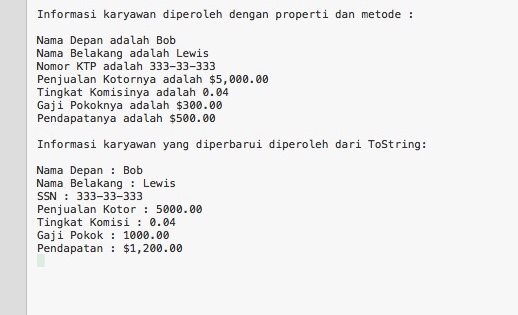 Informasi karyawan diperoleh dengan properti dan metode :
Nama Depan adalah Bob
Nama Belakang adalah Lewis
Nomor KTP adalah 333-33-333
Penjualan Kotornya adalah $5,000.00
Tingkat Komisinya adalah 0.04
Gaji Pokoknya adalah $300.00
Pendapatanya adalah $500.00
Informasi karyawan yang diperbarui diperoleh dari ToString:
Nama Depan : Bob
Nama Belakang : Lewis
SSN : 333-33-333
Penjualan Kotor : 5000.00
Tingkat Komisi : 0.04
Gaji Pokok : 1000.00
Pendapatan : $1,200.00